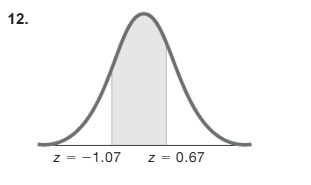 12.
z = −1.07 z = 0.67